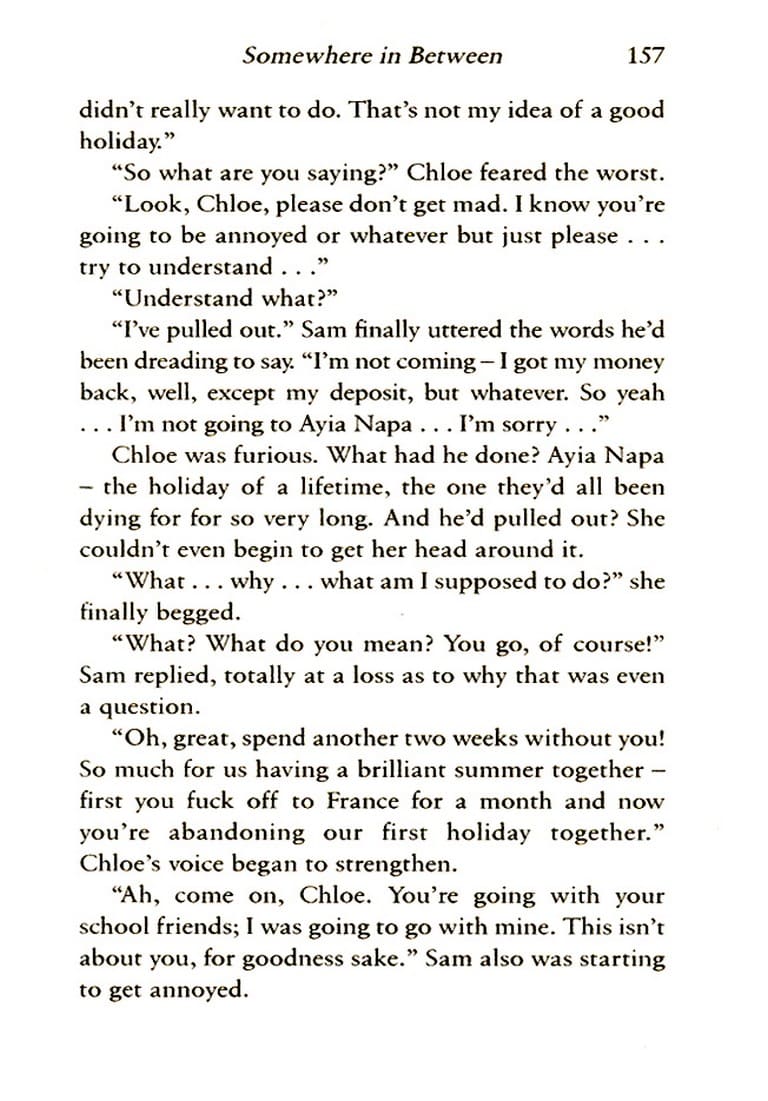 Somewhere in Between 157
didn't really want to do. That's not my idea of a good
holiday."
"So what are you saying?" Chloe feared the worst.
"Look, Chloe, please don't get mad. I know you're
going to be annoyed or whatever but just please . . .
try to understand . . ."
"Understand what?"
"I've pulled out." Sam finally uttered the words he'd
been dreading to say. "I'm not coming – I got my money
back, well, except my deposit, but whatever. So yeah
. . . I'm not going to Ayia Napa . . . I'm sorry . . ."
Chloe was furious. What had he done? Ayia Napa
– the holiday of a lifetime, the one they'd all been
dying for for so very long. And he'd pulled out? She
couldn't even begin to get her head around it.
"What . . . why . . . what am I supposed to do?" she
finally begged.
"What? What do you mean? You go, of course!"
Sam replied, totally at a loss as to why that was even
a question.
"Oh, great, spend another two weeks without you!
So much for us having a brilliant summer together –
first you fuck off to France for a month and now
you're abandoning our first holiday together."
Chloe's voice began to strengthen.
"Ah, come on, Chloe. You're going with your
school friends; I was going to go with mine. This isn't
about you, for goodness sake." Sam also was starting
to get annoyed.